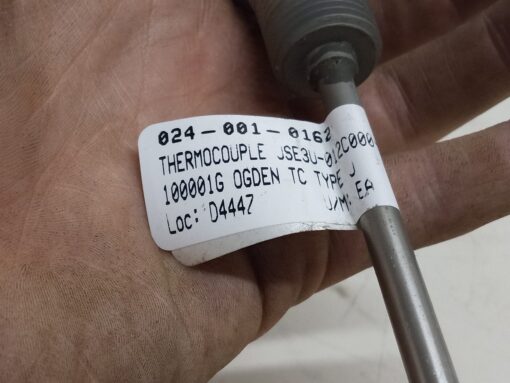 024-001-0162
THERMOCOUPLE JSE3U-012C000
100001G OGDEN TC TYPE J
Loc: D4447 U/M: EA